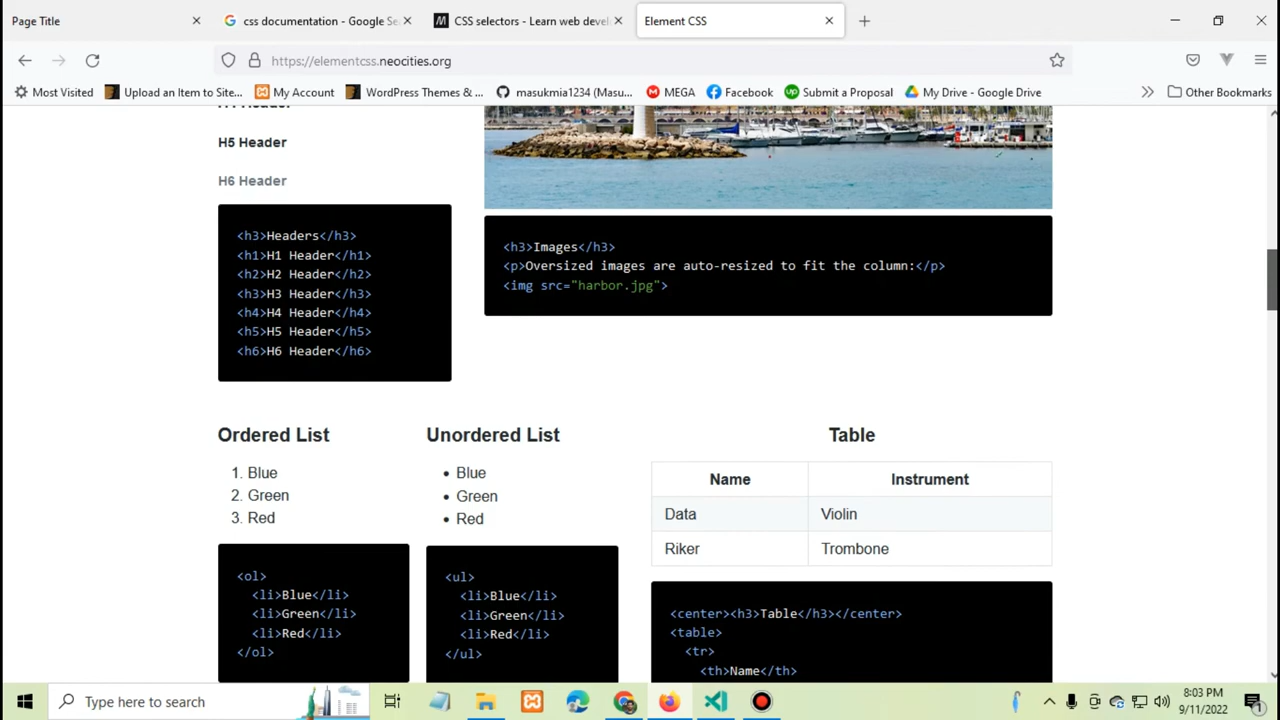 Page Title
css documentation - Google Se
CSS selectors - Learn web devel
Element CSS
https://elementcss.neocities.org
Most Visited
Upload an Item to Site...
My Account
WordPress Themes & ...
masukmia1234 (Masu...
MEGA
Facebook
Submit a Proposal
My Drive - Google Drive
Other Bookmarks
H5 Header
H6 Header
<h3>Headers</h3>
<h1>H1 Header</h1>
<h2>H2 Header</h2>
<h3>H3 Header</h3>
<h4>H4 Header</h4>
<h5>H5 Header</h5>
<h6>H6 Header</h6>
<h3>Images</h3>
<p>Oversized images are auto-resized to fit the column:</p>
<img src="harbor.jpg">
Ordered List
1. Blue
2. Green
3. Red
<ol>
<li>Blue</li>
<li>Green</li>
<li>Red</li>
</ol>
Unordered List
• Blue
• Green
• Red
<ul>
<li>Blue</li>
<li>Green</li>
<li>Red</li>
</ul>
Table
Name Instrument
Data Violin
Riker Trombone
<center><h3>Table</h3></center>
<table>
<tr>
<th>Name</th>
Type here to search
8:03 PM
9/11/2022
1